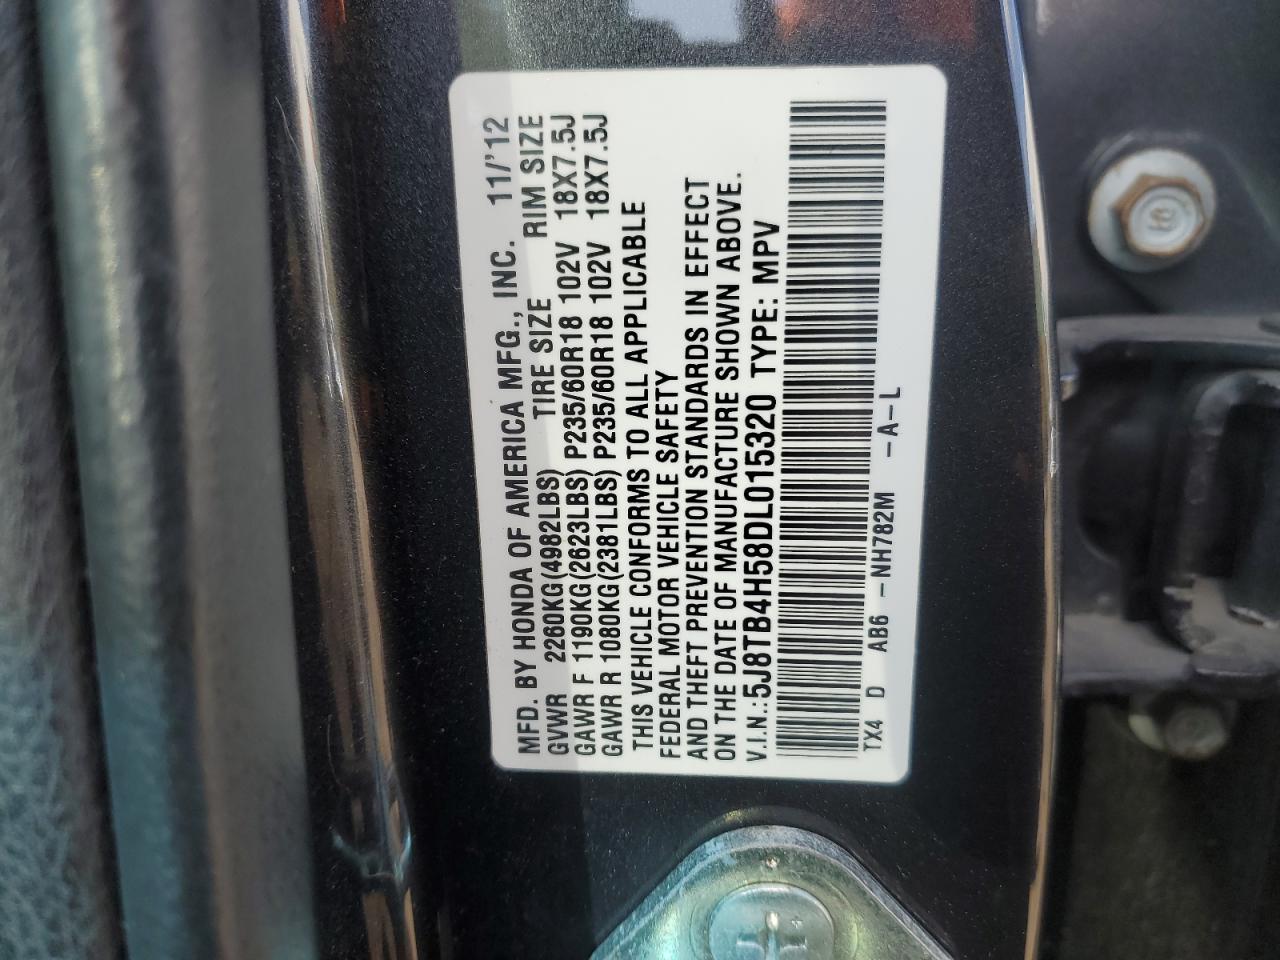 MFD. BY HONDA OF AMERICA MFG., INC. 11/'12
GVWR 2260KG(4982LBS) TIRE SIZE RIM SIZE
GAWR F 1190KG(2623LBS) P235/60R18 102V 18X7.5J
GAWR R 1080KG(2381LBS) P235/60R18 102V 18X7.5J
THIS VEHICLE CONFORMS TO ALL APPLICABLE
FEDERAL MOTOR VEHICLE SAFETY
AND THEFT PREVENTION STANDARDS IN EFFECT
ON THE DATE OF MANUFACTURE SHOWN ABOVE.
V.I.N.: 5J8TB4H58DL015320 TYPE: MPV
TX4 D AB6 -NH782M -A-L